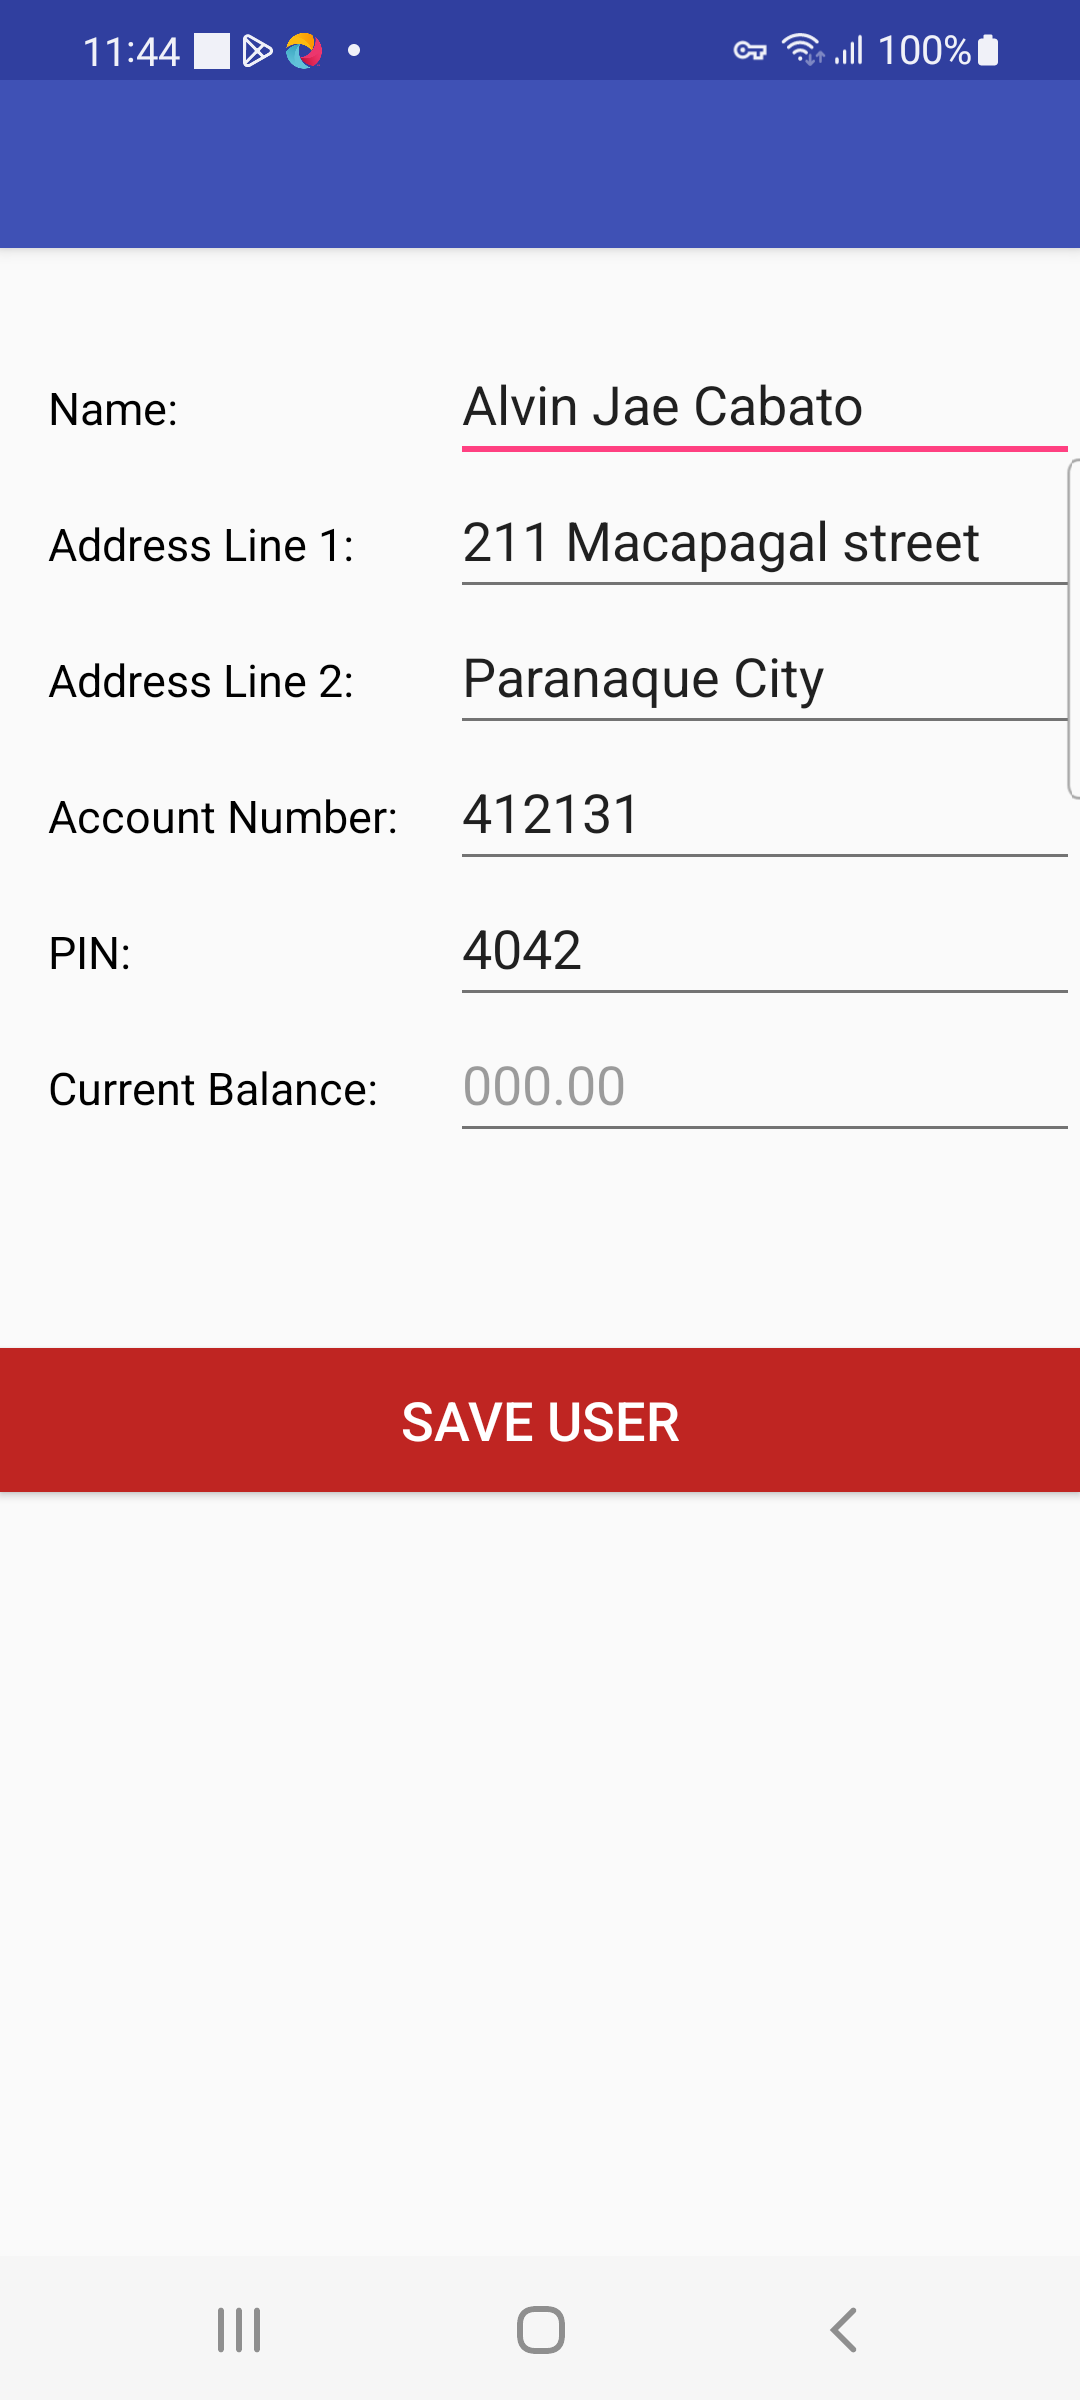 11:44 100%
Name: Alvin Jae Cabato
Address Line 1: 211 Macapagal street
Address Line 2: Paranaque City
Account Number: 412131
PIN: 4042
Current Balance: 000.00
SAVE USER